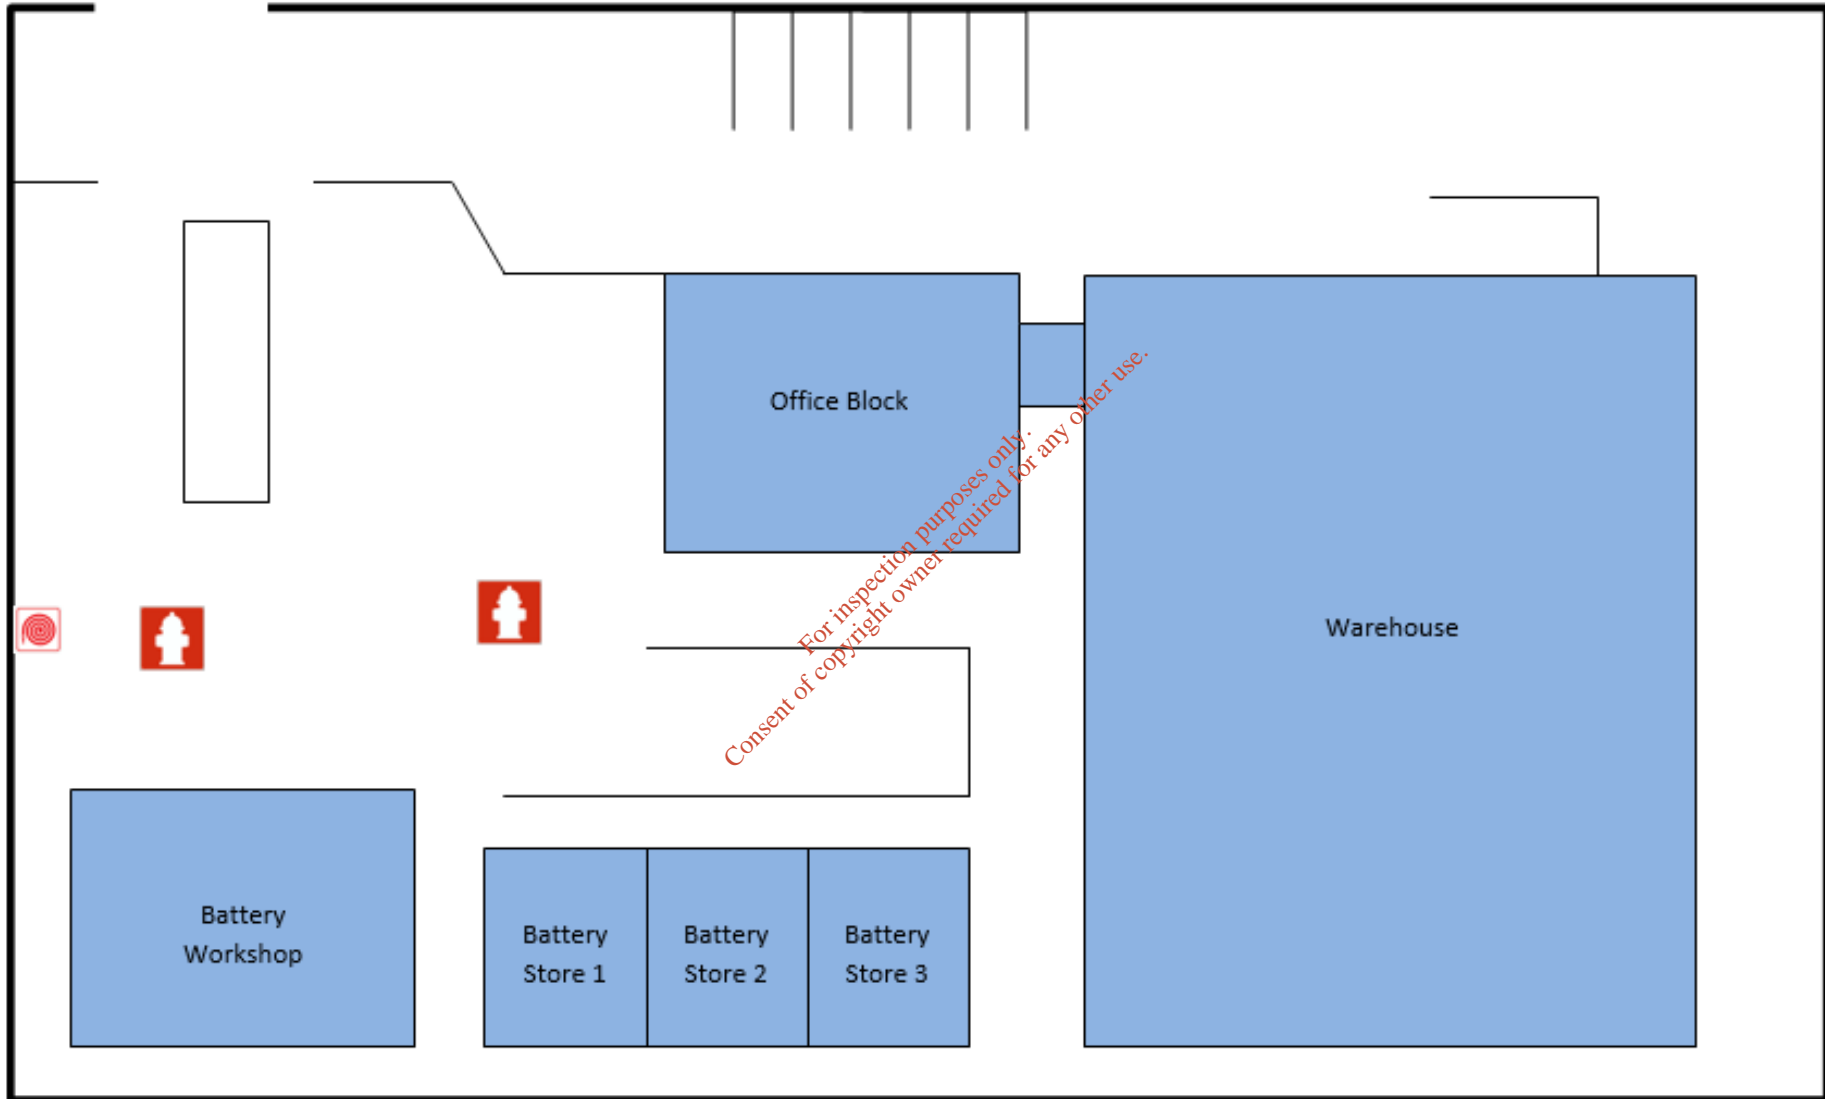 Office Block
For inspection purposes only.
Consent of copyright owner required for any other use.
Warehouse
Battery
Workshop
Battery
Store 1
Battery
Store 2
Battery
Store 3